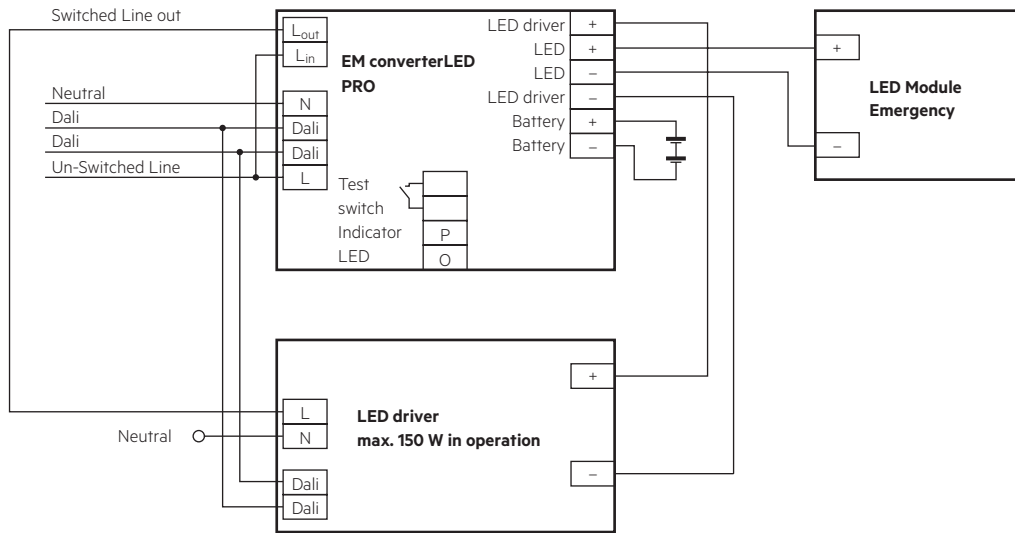 Switched Line out
Neutral
Dali
Dali
Un-Switched Line
Lout
Lin
N
Dali
Dali
L
EM converterLED
PRO
Test
switch
Indicator
LED
P
O
LED driver
LED
LED
LED driver
Battery
Battery
+
+
–
–
+
–
+
–
LED Module
Emergency
Neutral
L
N
Dali
Dali
LED driver
max. 150 W in operation
+
–